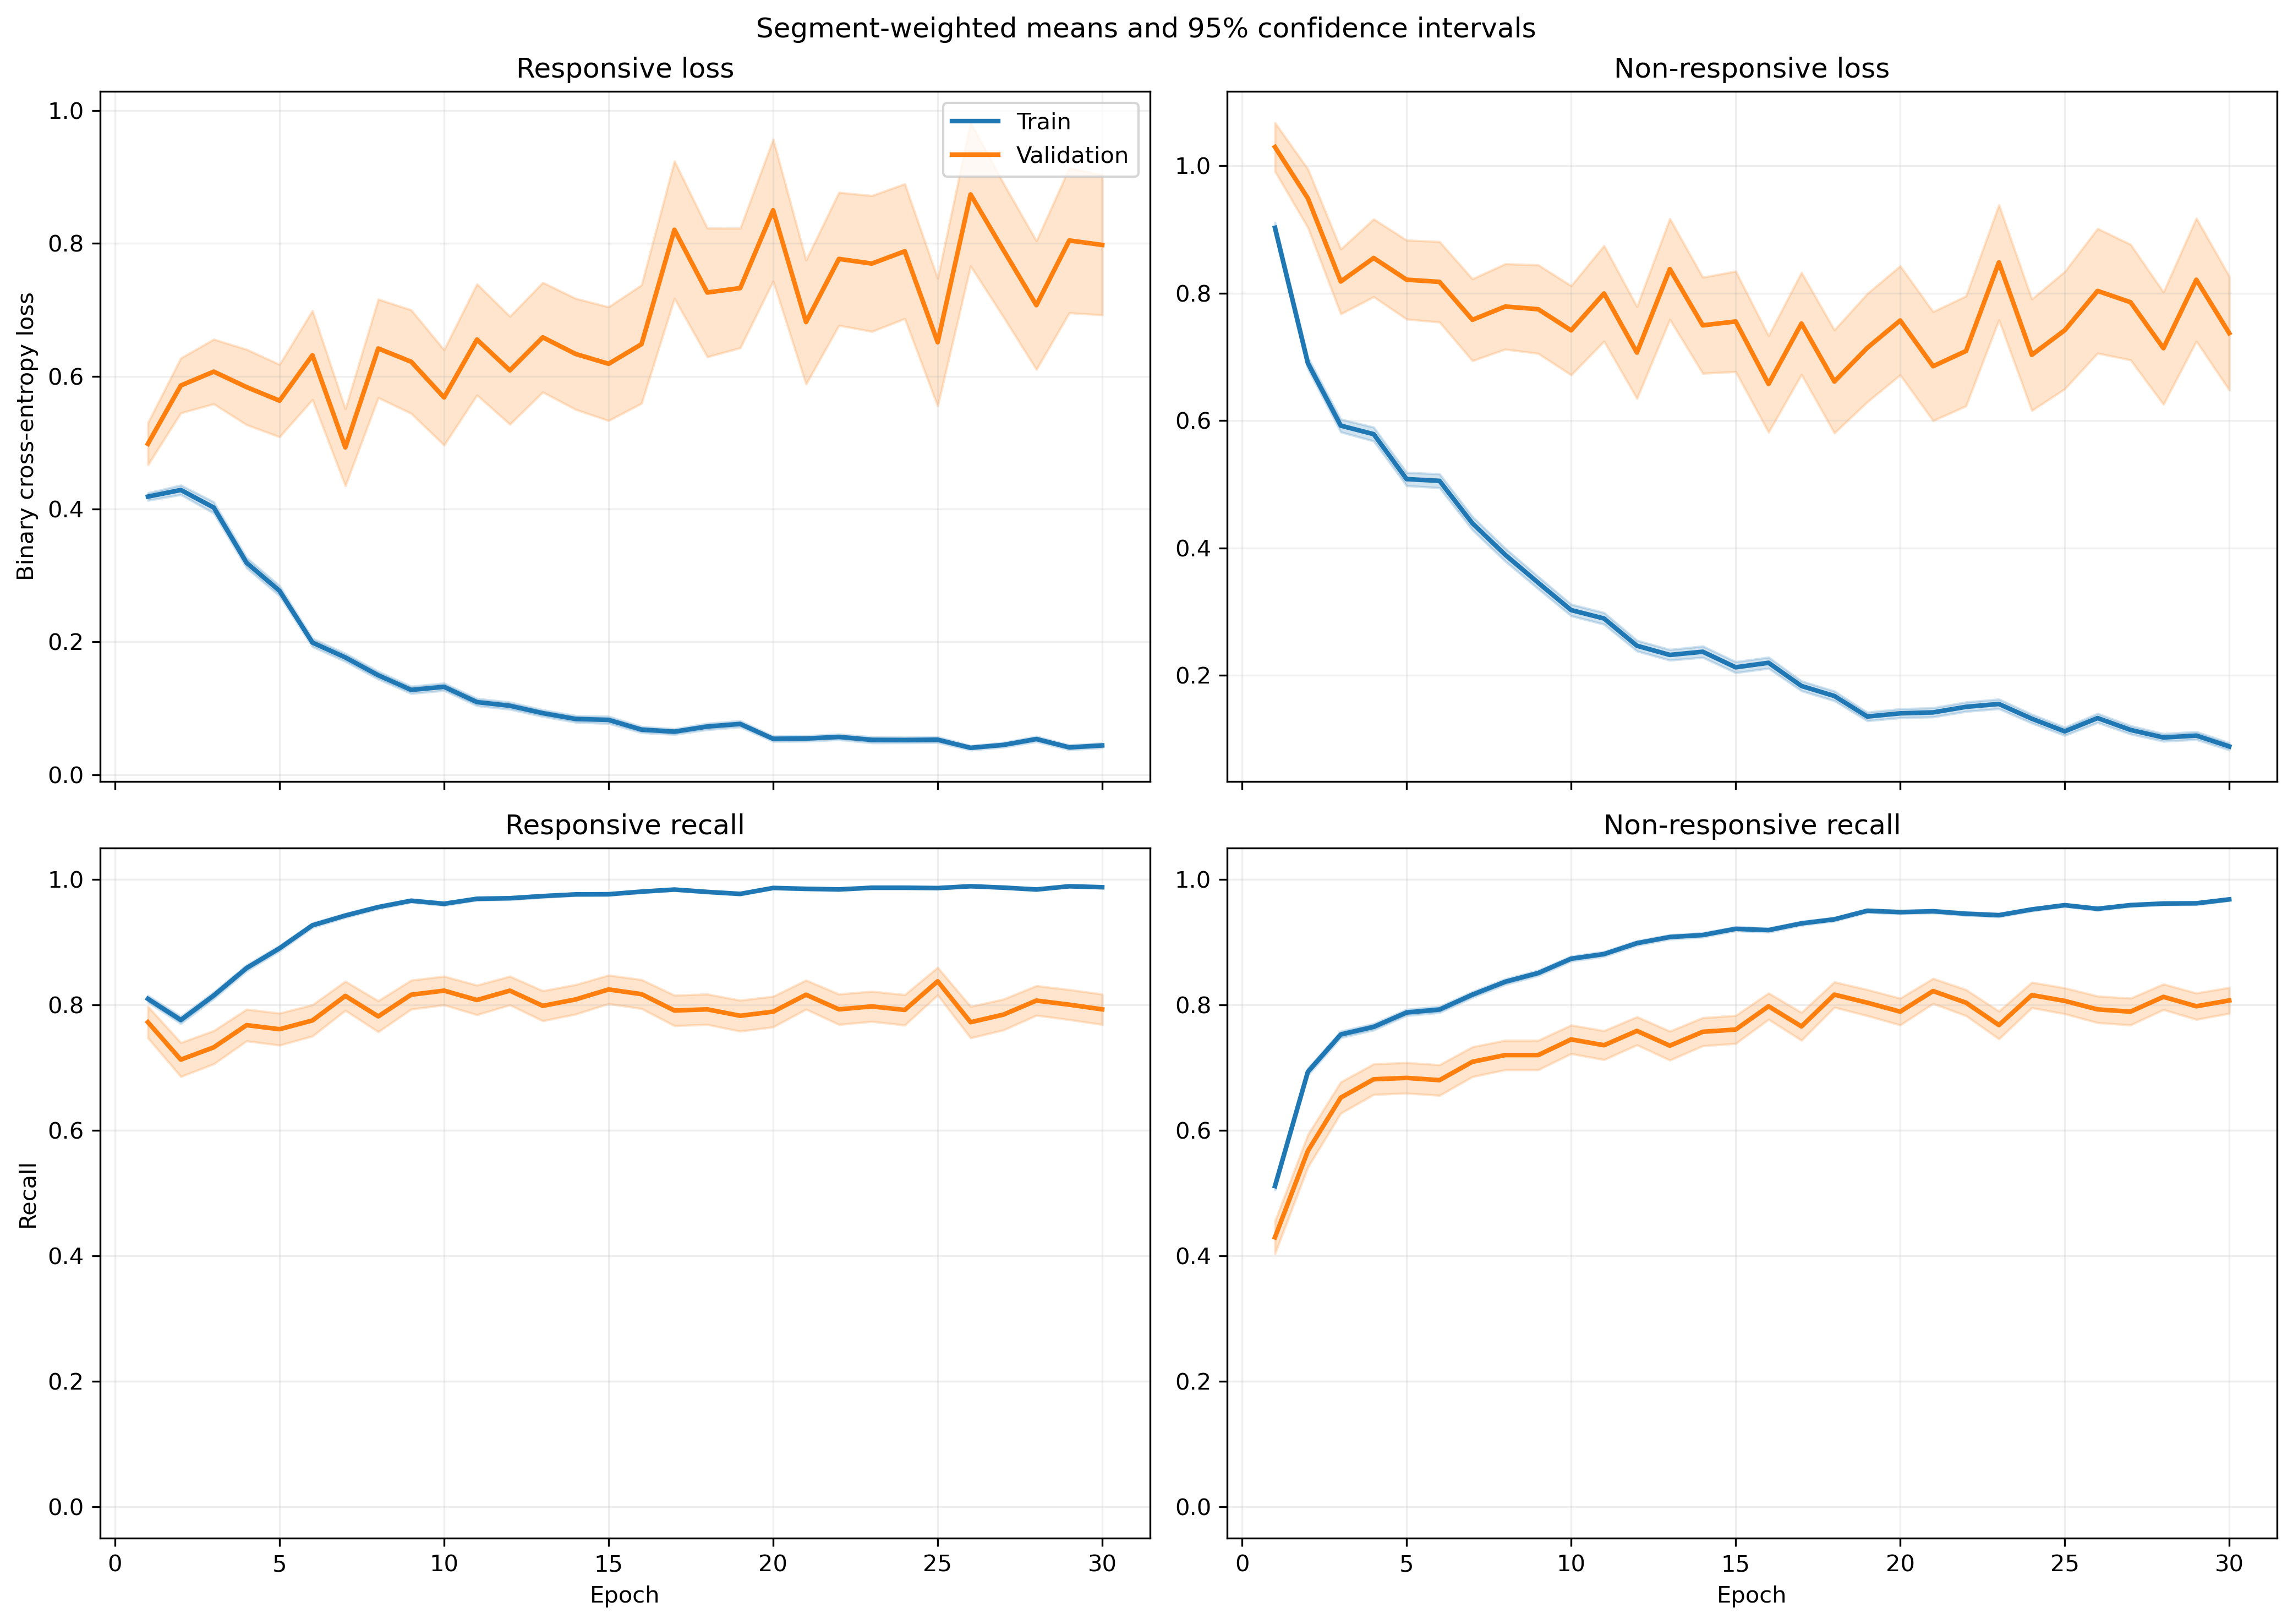 Segment-weighted means and 95% confidence intervals
Responsive loss
Non-responsive loss
Train
Validation
Binary cross-entropy loss
1.0
0.8
0.6
0.4
0.2
0.0
1.0
0.8
0.6
0.4
0.2
Responsive recall
Non-responsive recall
Recall
1.0
0.8
0.6
0.4
0.2
0.0
0 5 10 15 20 25 30
Epoch
1.0
0.8
0.6
0.4
0.2
0.0
0 5 10 15 20 25 30
Epoch